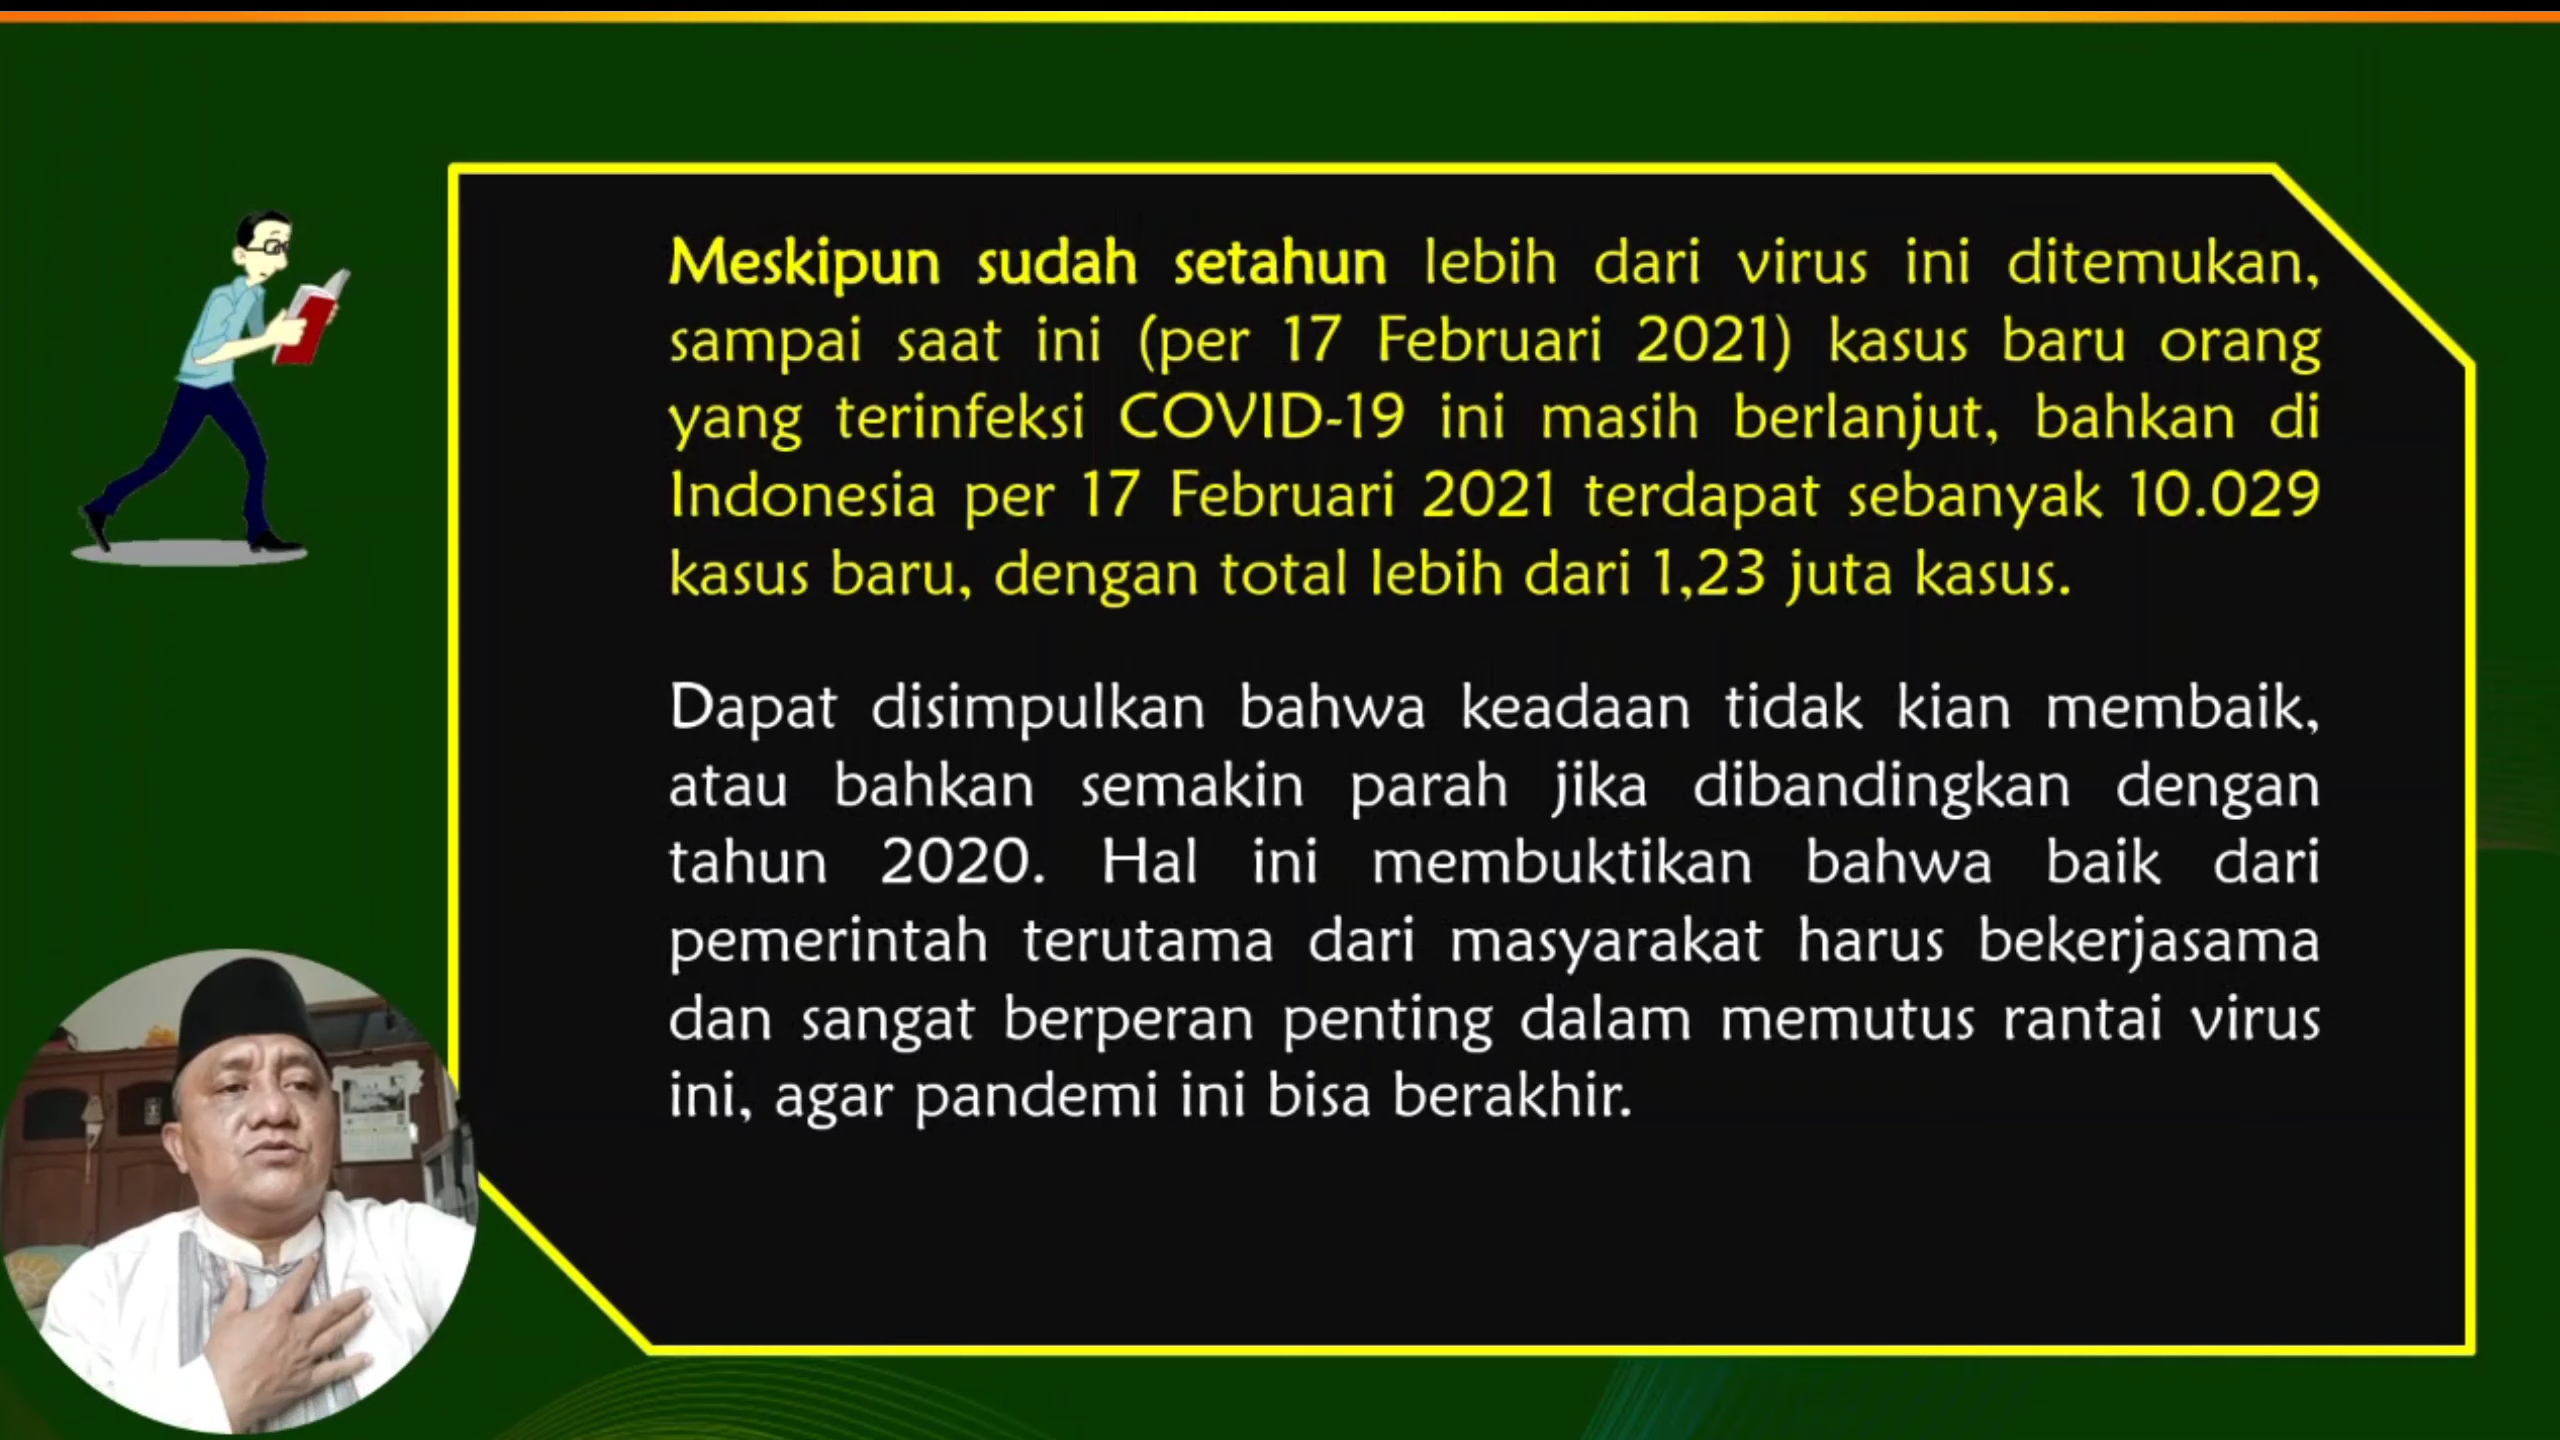 Meskipun sudah setahun lebih dari virus ini ditemukan,
sampai saat ini (per 17 Februari 2021) kasus baru orang
yang terinfeksi COVID-19 ini masih berlanjut, bahkan di
Indonesia per 17 Februari 2021 terdapat sebanyak 10.029
kasus baru, dengan total lebih dari 1,23 juta kasus.
Dapat disimpulkan bahwa keadaan tidak kian membaik,
atau bahkan semakin parah jika dibandingkan dengan
tahun 2020. Hal ini membuktikan bahwa baik dari
pemerintah terutama dari masyarakat harus bekerjasama
dan sangat berperan penting dalam memutus rantai virus
ini, agar pandemi ini bisa berakhir.